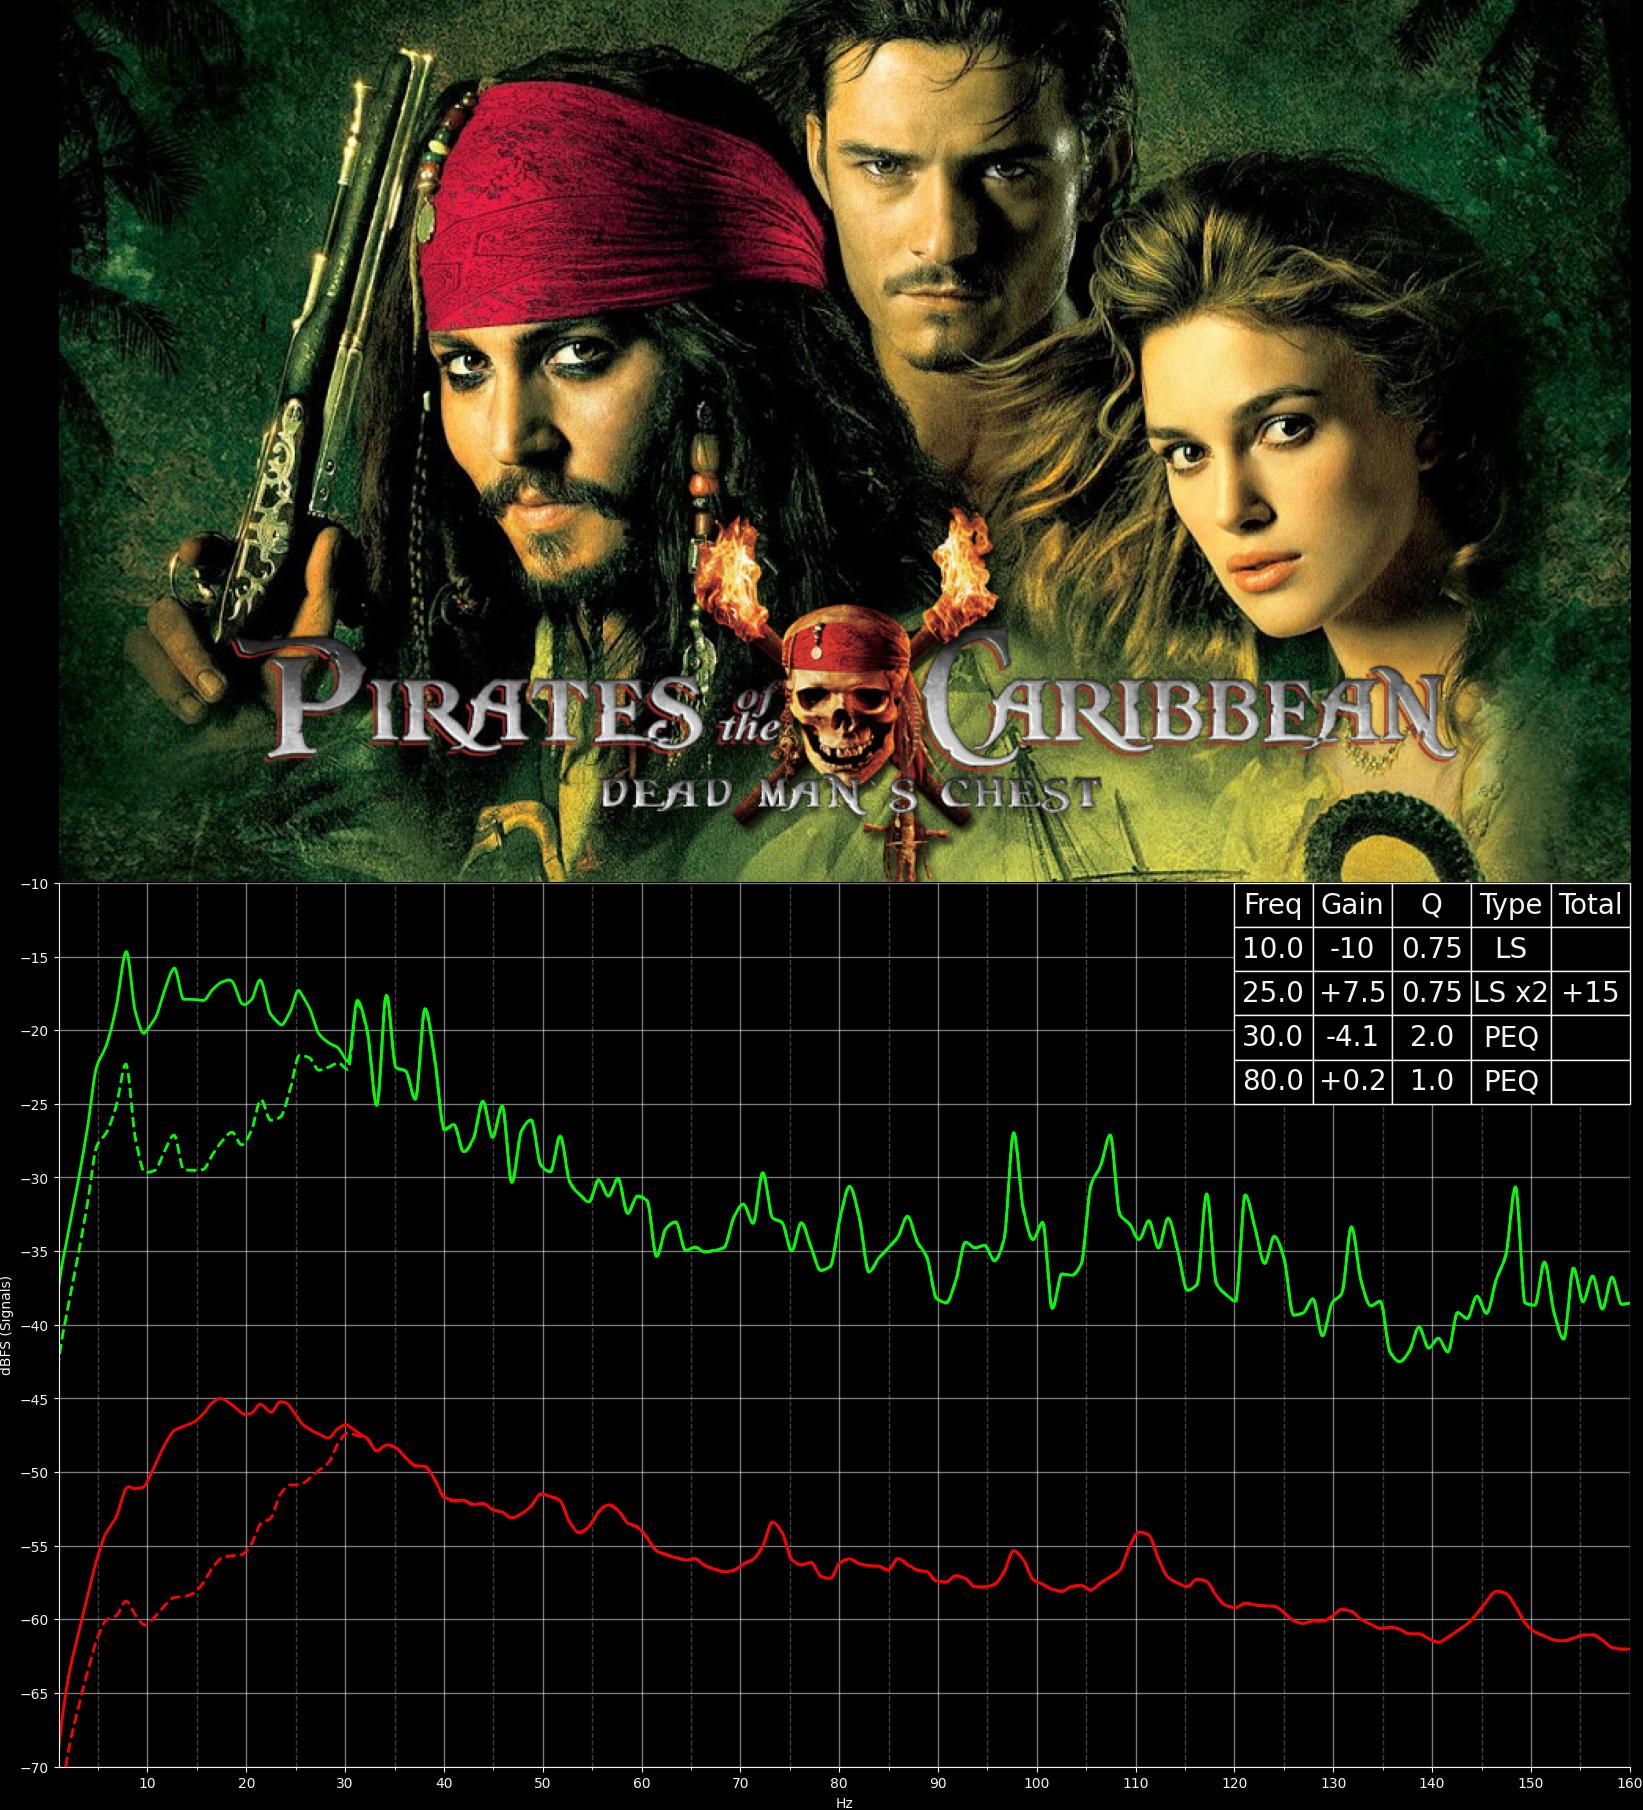 PIRATES of the CARIBBEAN
DEAD MAN'S CHEST
Freq Gain Q Type Total
10.0 -10 0.75 LS
25.0 +7.5 0.75 LS x2 +15
30.0 -4.1 2.0 PEQ
80.0 +0.2 1.0 PEQ
−10
−15
−20
−25
−30
−35
−40
−45
−50
−55
−60
−65
−70
dBFS (Signals)
10 20 30 40 50 60 70 80 90 100 110 120 130 140 150 160
Hz